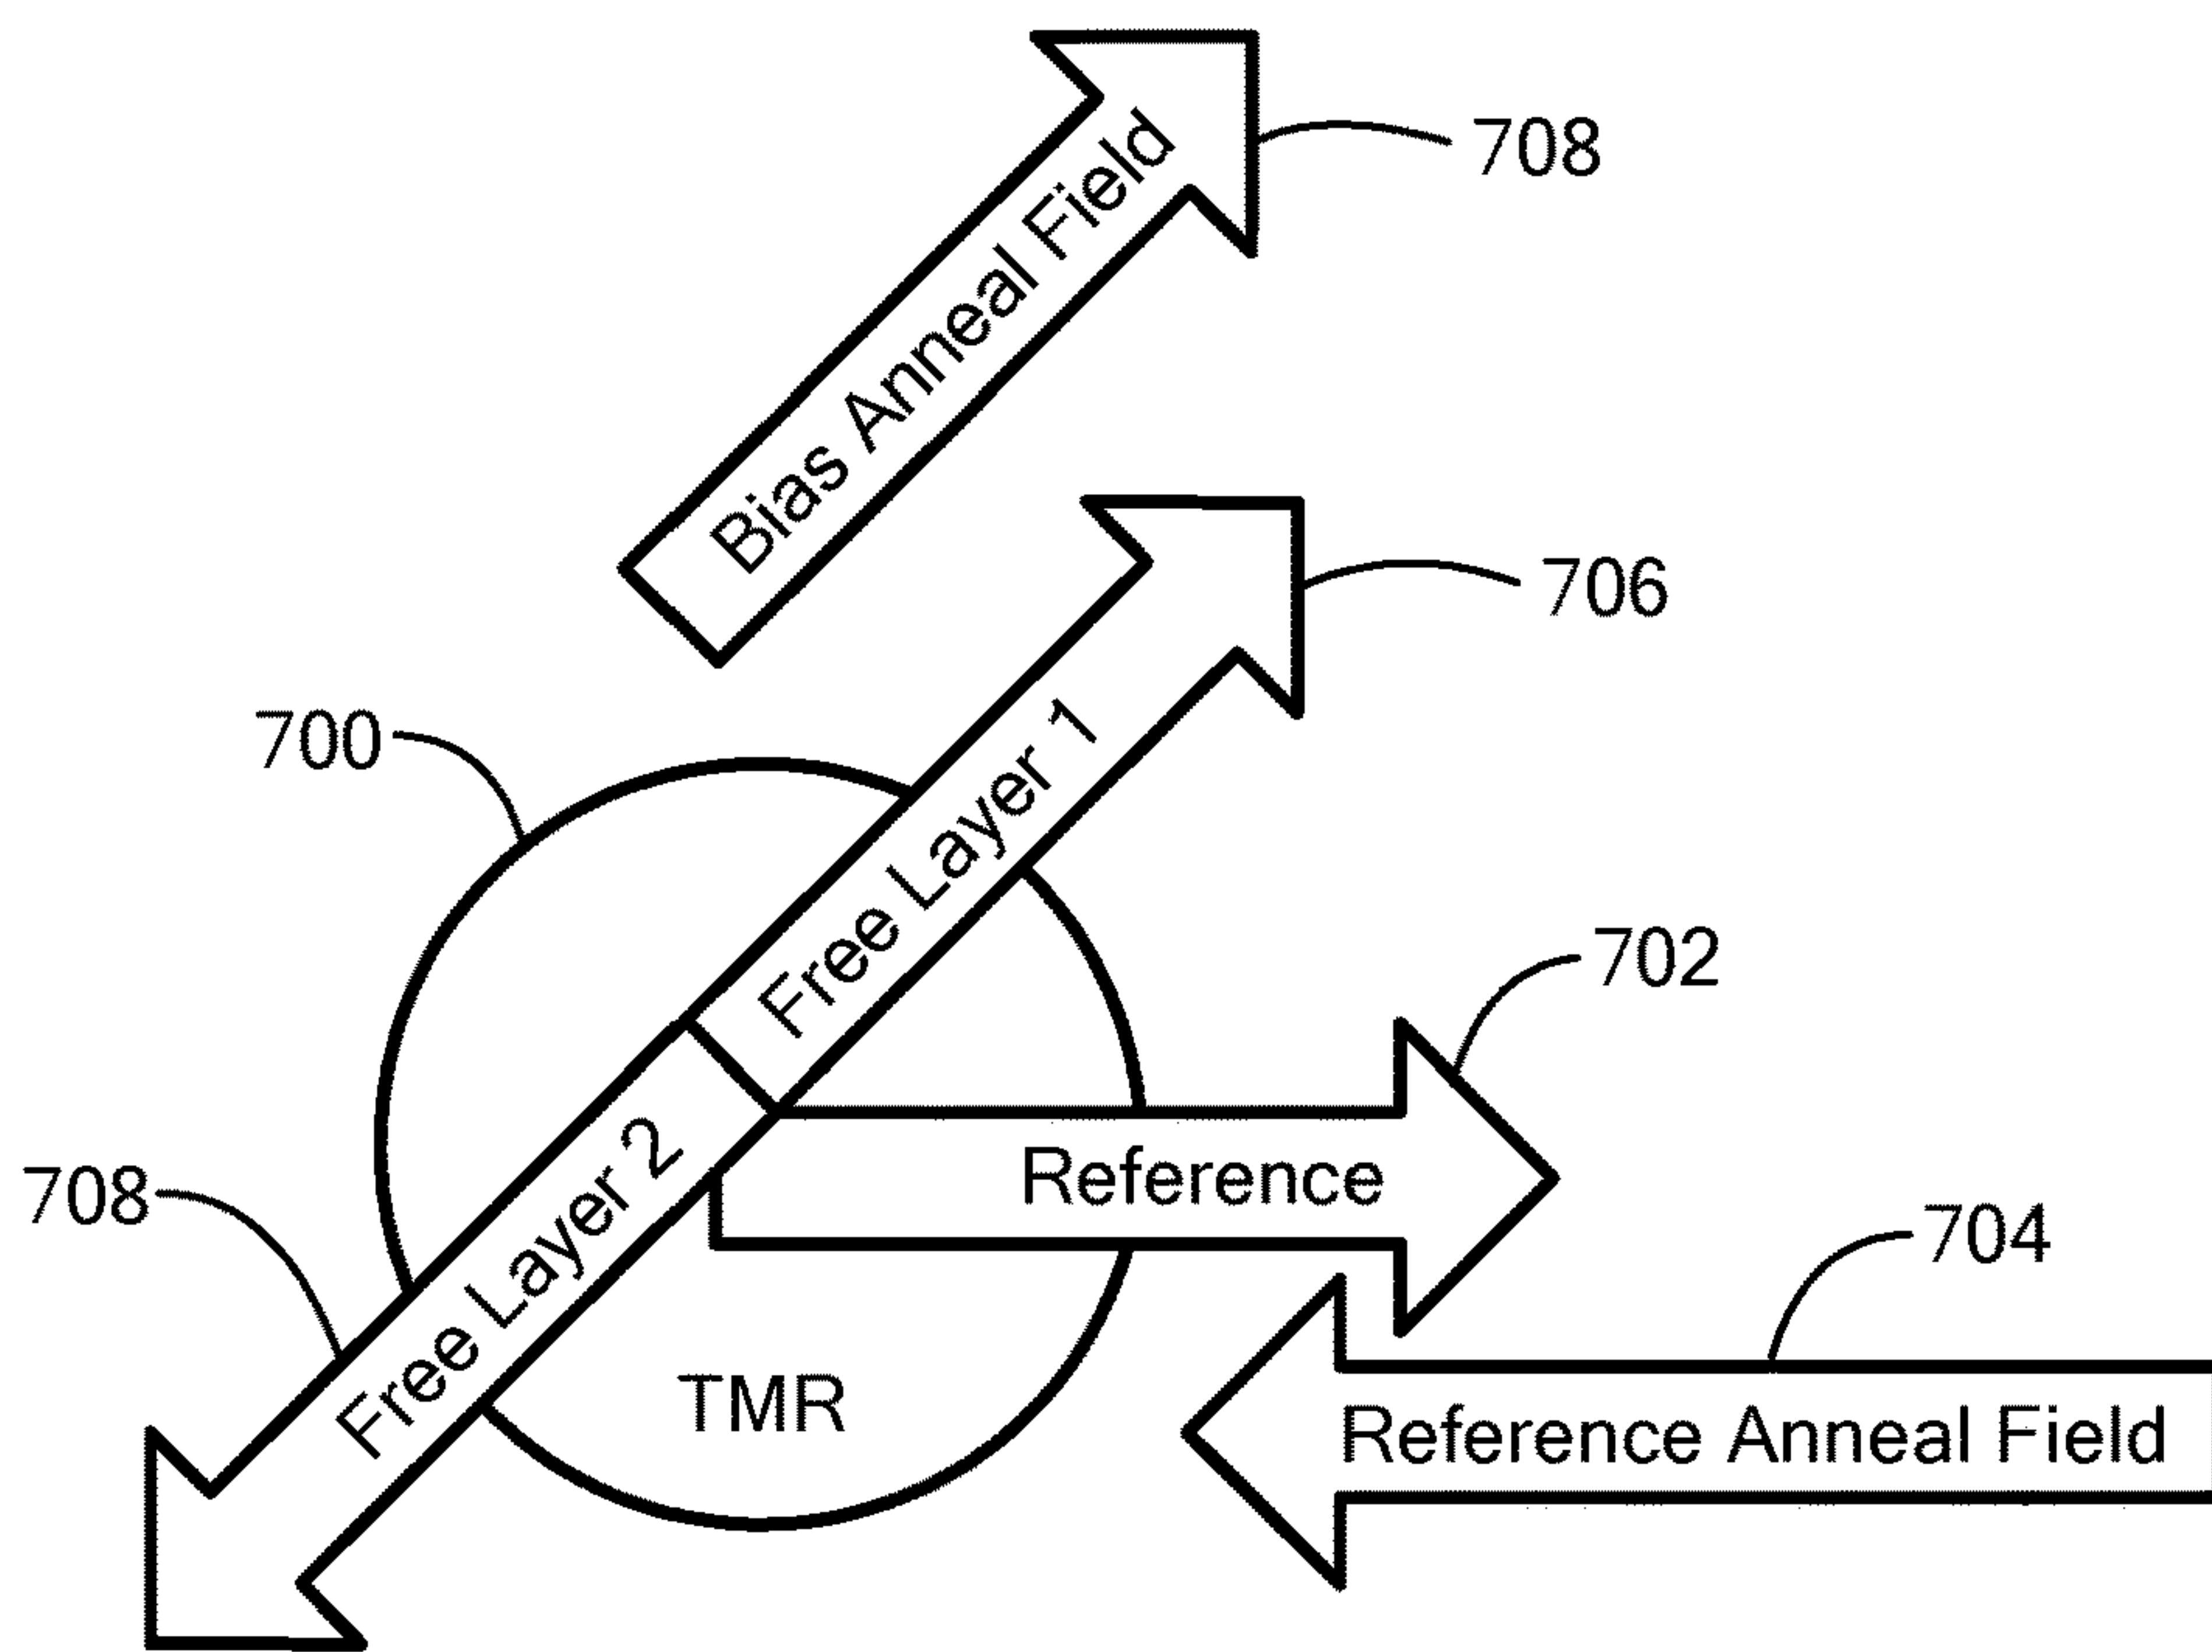 708
Bias Anneal Field
706
700
Free Layer 1
702
Reference
708
Free Layer 2
704
TMR
Reference Anneal Field